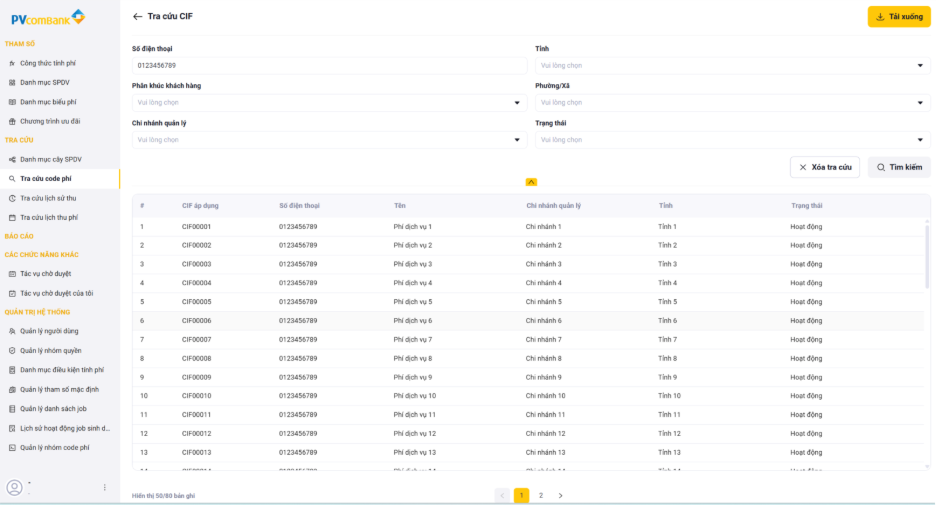 PVcomBank
THAM SỐ
Công thức tính phí
Danh mục SPDV
Danh mục biểu phí
Chương trình ưu đãi
TRA CỨU
Danh mục cây SPDV
Tra cứu code phí
Tra cứu lịch sử thu
Tra cứu lịch thu phí
BÁO CÁO
CÁC CHỨC NĂNG KHÁC
Tác vụ chờ duyệt
Tác vụ chờ duyệt của tôi
QUẢN TRỊ HỆ THỐNG
Quản lý người dùng
Quản lý nhóm quyền
Danh mục điều kiện tính phí
Quản lý tham số mặc định
Quản lý danh sách job
Lịch sử hoạt động job sinh d...
Quản lý nhóm code phí
Tra cứu CIF
Tải xuống
Số điện thoại Tỉnh
0123456789 Vui lòng chọn
Phân khúc khách hàng Phường/Xã
Vui lòng chọn Vui lòng chọn
Chi nhánh quản lý Trạng thái
Vui lòng chọn Vui lòng chọn
Xóa tra cứu Tìm kiếm
# CIF áp dụng Số điện thoại Tên Chi nhánh quản lý Tỉnh Trạng thái
1 CIF00001 0123456789 Phí dịch vụ 1 Chi nhánh 1 Tỉnh 1 Hoạt động
2 CIF00002 0123456789 Phí dịch vụ 2 Chi nhánh 2 Tỉnh 2 Hoạt động
3 CIF00003 0123456789 Phí dịch vụ 3 Chi nhánh 3 Tỉnh 3 Hoạt động
4 CIF00004 0123456789 Phí dịch vụ 4 Chi nhánh 4 Tỉnh 4 Hoạt động
5 CIF00005 0123456789 Phí dịch vụ 5 Chi nhánh 5 Tỉnh 5 Hoạt động
6 CIF00006 0123456789 Phí dịch vụ 6 Chi nhánh 6 Tỉnh 6 Hoạt động
7 CIF00007 0123456789 Phí dịch vụ 7 Chi nhánh 7 Tỉnh 7 Hoạt động
8 CIF00008 0123456789 Phí dịch vụ 8 Chi nhánh 8 Tỉnh 8 Hoạt động
9 CIF00009 0123456789 Phí dịch vụ 9 Chi nhánh 9 Tỉnh 9 Hoạt động
10 CIF00010 0123456789 Phí dịch vụ 10 Chi nhánh 10 Tỉnh 10 Hoạt động
11 CIF00011 0123456789 Phí dịch vụ 11 Chi nhánh 11 Tỉnh 11 Hoạt động
12 CIF00012 0123456789 Phí dịch vụ 12 Chi nhánh 12 Tỉnh 12 Hoạt động
13 CIF00013 0123456789 Phí dịch vụ 13 Chi nhánh 13 Tỉnh 13 Hoạt động
Hiển thị 50/80 bản ghi
1 2